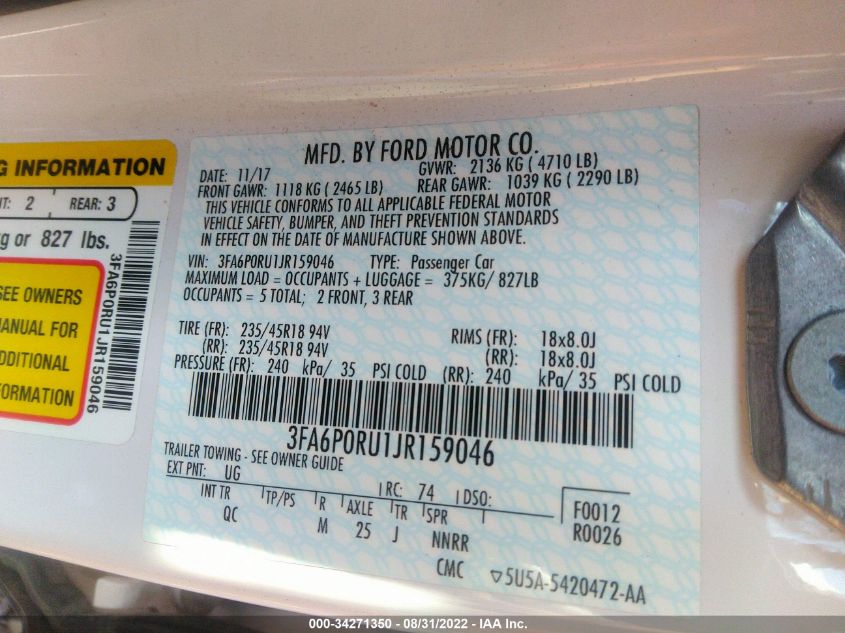 G INFORMATION
NT: 2 REAR: 3
kg or 827 lbs.
SEE OWNERS
MANUAL FOR
ADDITIONAL
INFORMATION
3FA6P0RU1JR159046
MFD. BY FORD MOTOR CO.
DATE: 11/17 GVWR: 2136 KG ( 4710 LB)
FRONT GAWR: 1118 KG ( 2465 LB) REAR GAWR: 1039 KG ( 2290 LB)
THIS VEHICLE CONFORMS TO ALL APPLICABLE FEDERAL MOTOR
VEHICLE SAFETY, BUMPER, AND THEFT PREVENTION STANDARDS
IN EFFECT ON THE DATE OF MANUFACTURE SHOWN ABOVE.
VIN: 3FA6P0RU1JR159046 TYPE: Passenger Car
MAXIMUM LOAD = OCCUPANTS + LUGGAGE = 375KG/ 827LB
OCCUPANTS = 5 TOTAL; 2 FRONT, 3 REAR
TIRE (FR): 235/45R18 94V RIMS (FR): 18x8.0J
(RR): 235/45R18 94V (RR): 18x8.0J
PRESSURE (FR): 240 kPa/ 35 PSI COLD (RR): 240 kPa/ 35 PSI COLD
3FA6P0RU1JR159046
TRAILER TOWING - SEE OWNER GUIDE
EXT PNT: UG RC: 74 DSO:
INT TR TP/PS R AXLE TR SPR F0012
QC M 25 J NNRR R0026
CMC ▽5U5A-5420472-AA
000-34271350 - 08/31/2022 - IAA Inc.